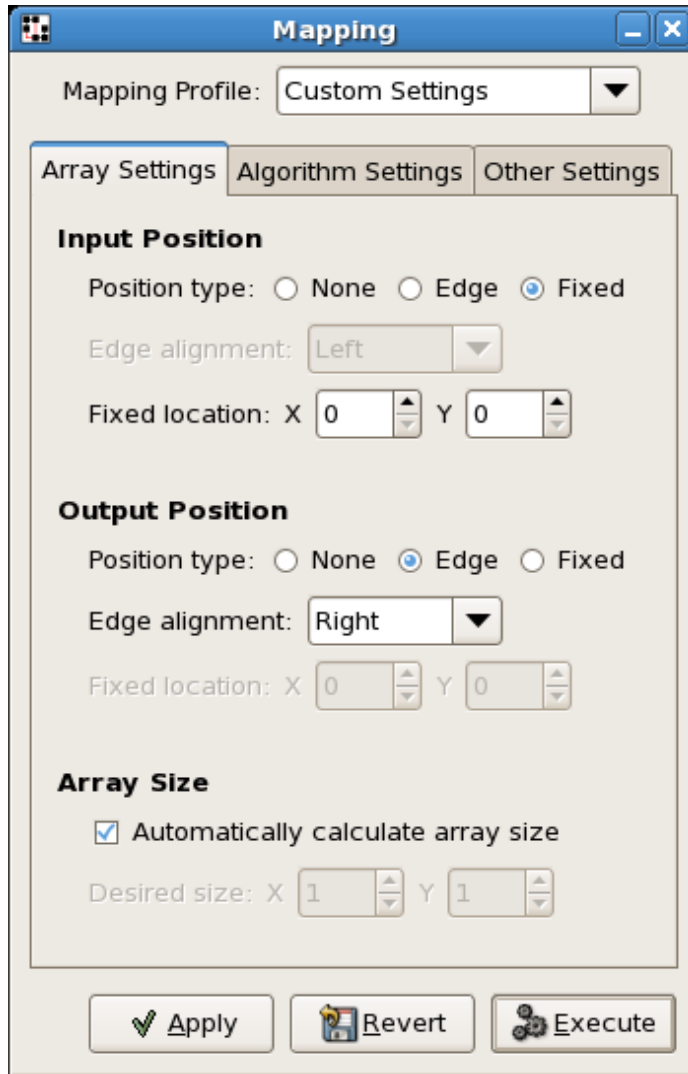 Mapping
Mapping Profile: Custom Settings
Array Settings Algorithm Settings Other Settings
Input Position
Position type: None Edge Fixed
Edge alignment: Left
Fixed location: X 0 Y 0
Output Position
Position type: None Edge Fixed
Edge alignment: Right
Fixed location: X 0 Y 0
Array Size
Automatically calculate array size
Desired size: X 1 Y 1
Apply Revert Execute